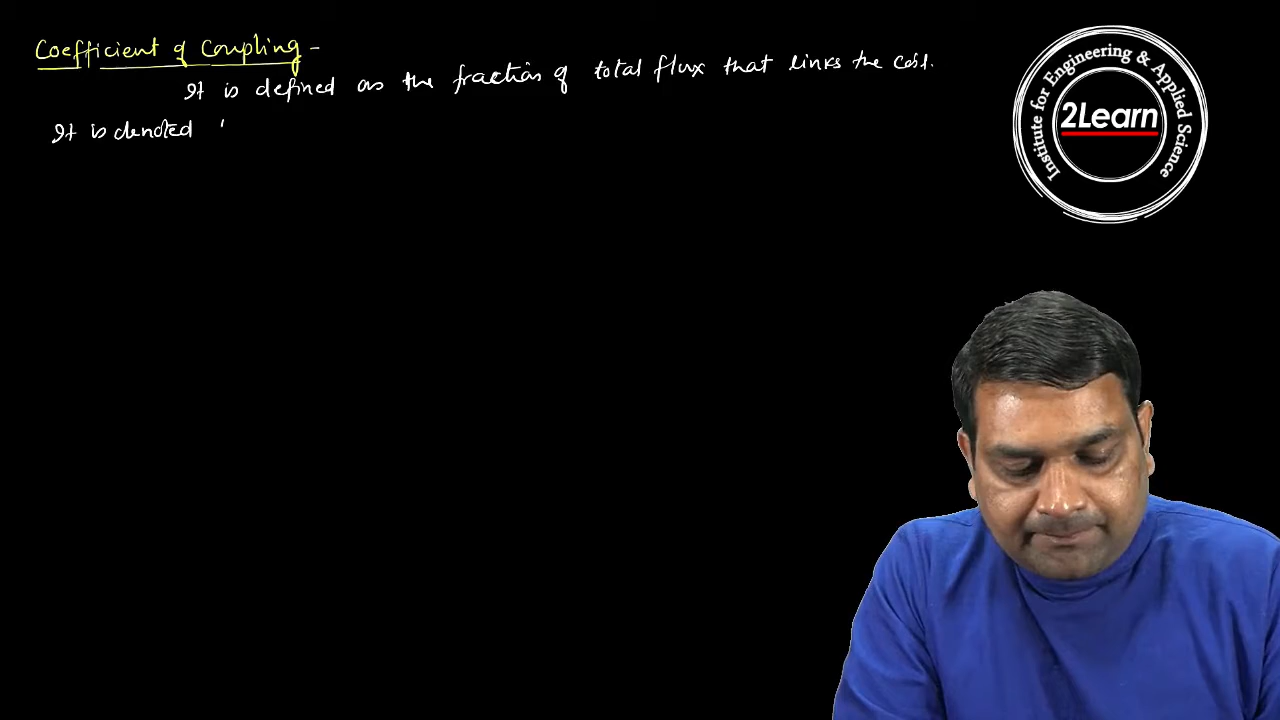 Coefficient of Coupling -
It is defined as the fraction of total flux that links the coil.
It is denoted
Institute for Engineering & Applied Science
2Learn